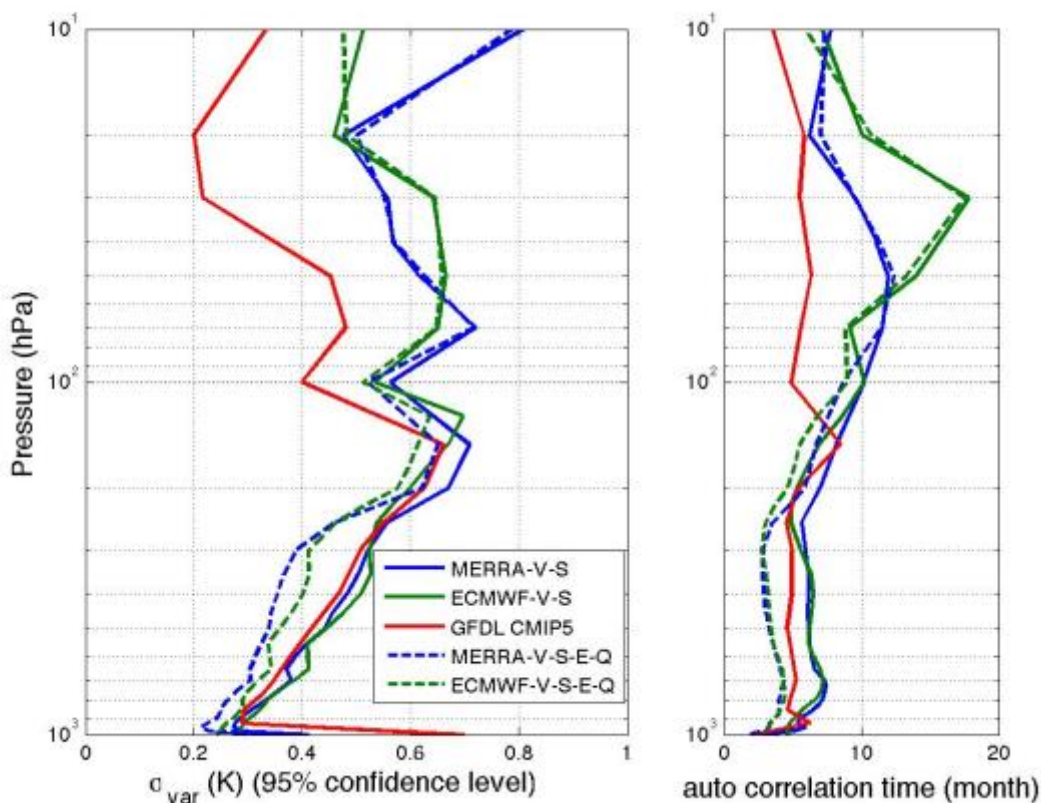 10¹
10²
10³
Pressure (hPa)
0 0.2 0.4 0.6 0.8 1
σvar (K) (95% confidence level)
MERRA-V-S
ECMWF-V-S
GFDL CMIP5
MERRA-V-S-E-Q
ECMWF-V-S-E-Q
10¹
10²
10³
0 10 20
auto correlation time (month)